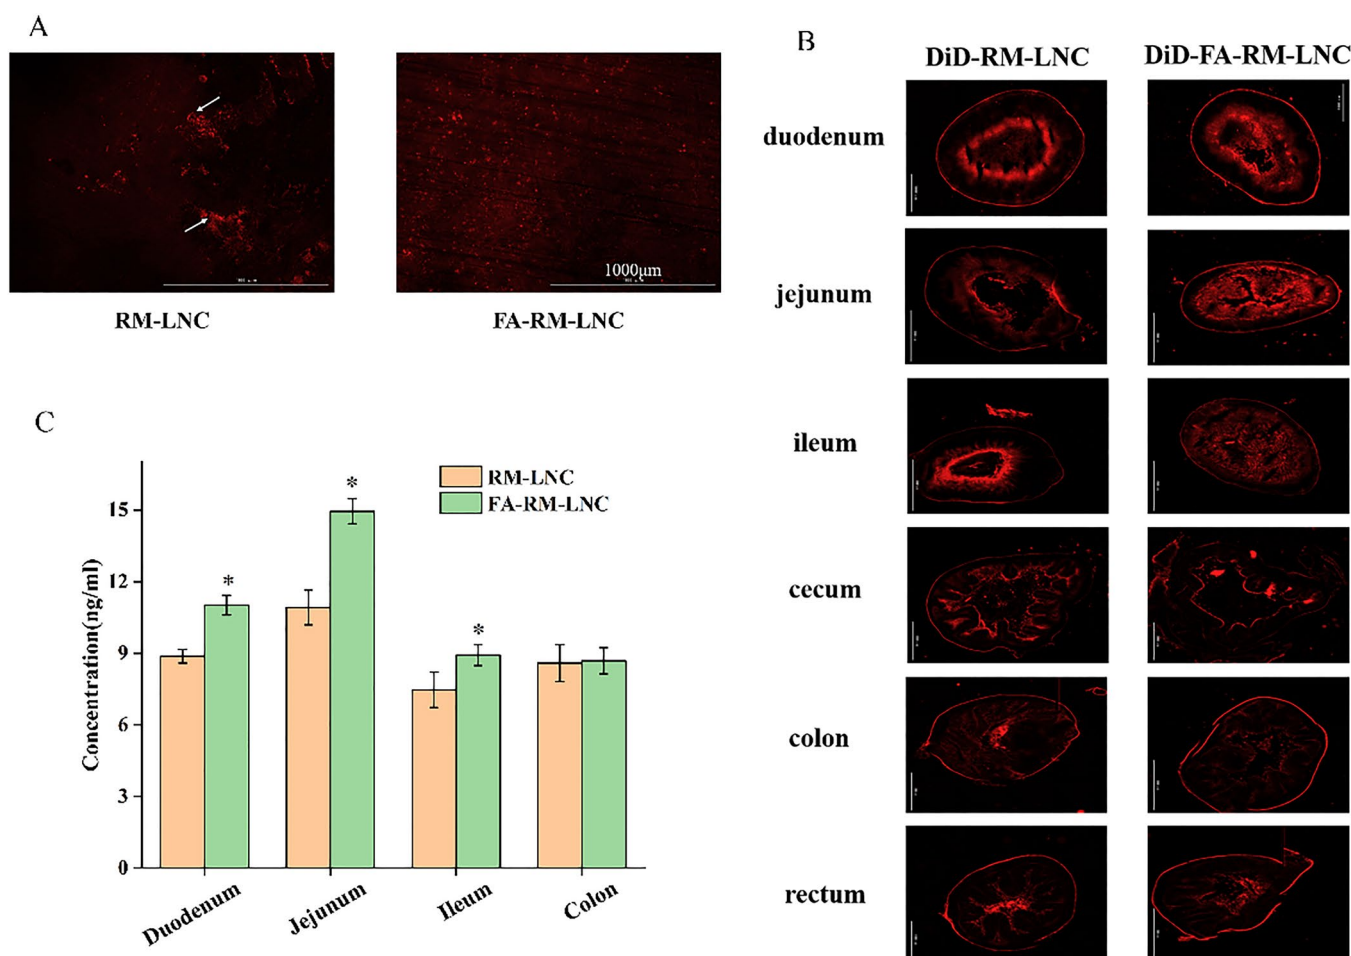 A
1000μm
RM-LNC
FA-RM-LNC
B
DiD-RM-LNC
DiD-FA-RM-LNC
duodenum
jejunum
ileum
cecum
colon
rectum
C
RM-LNC
FA-RM-LNC
Concentration(ng/ml)
15
12
9
6
3
0
*
*
*
Duodenum
Jejunum
Ileum
Colon